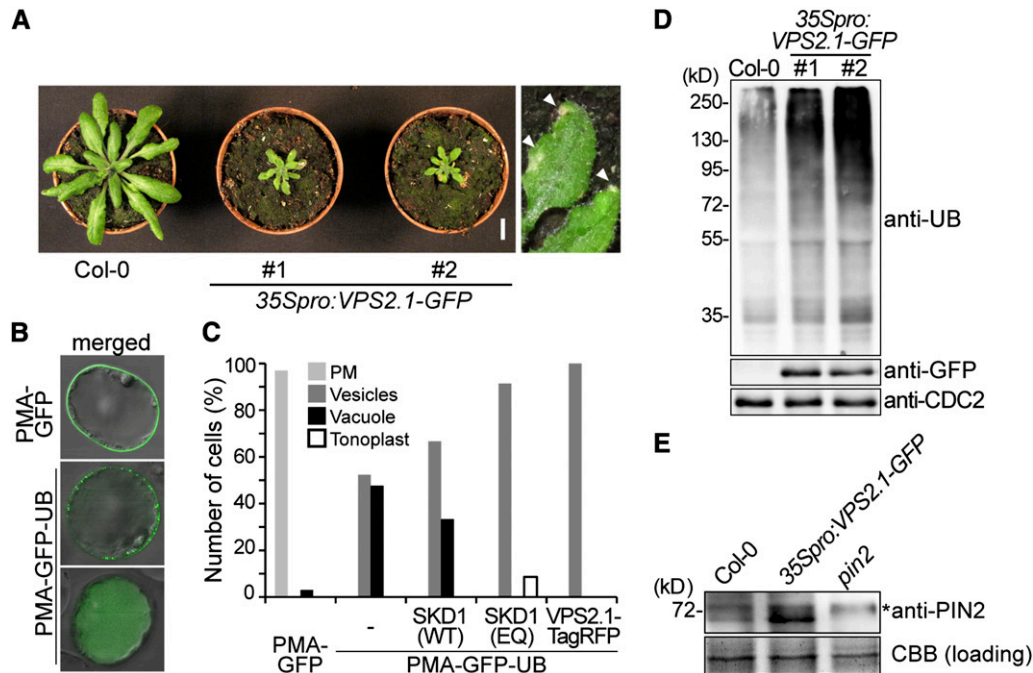 A
Col-0
#1
#2
35Spro:VPS2.1-GFP
B
merged
PMA-
GFP
PMA-GFP-UB
C
Number of cells (%)
100
80
60
40
20
0
PM
Vesicles
Vacuole
Tonoplast
PMA-
GFP
-
SKD1
(WT)
SKD1
(EQ)
VPS2.1-
TagRFP
PMA-GFP-UB
D
35Spro:
VPS2.1-GFP
(kD) Col-0 #1 #2
250-
130-
95-
72-
55-
35-
anti-UB
anti-GFP
anti-CDC2
E
Col-0
35Spro:VPS2.1-GFP
pin2
(kD)
72-
*anti-PIN2
CBB (loading)